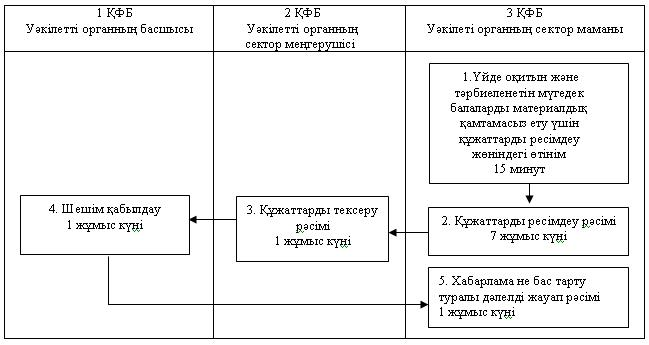 1 ҚФБ
Уәкілетті органның басшысы
2 ҚФБ
Уәкілетті органның
сектор меңгерушісі
3 ҚФБ
Уәкілеті органның сектор маманы
1.Үйде оқитын және
тәрбиеленетін мүгедек
балаларды материалдық
қамтамасыз ету үшін
құжаттарды ресімдеу
жөніндегі өтінім
15 минут
4. Шешім қабылдау
1 жұмыс күні
3. Құжаттарды тексеру
рәсімі
1 жұмыс күні
2. Құжаттарды ресімдеу рәсімі
7 жұмыс күні
5. Хабарлама не бас тарту
туралы дәлелді жауап рәсімі
1 жұмыс күні